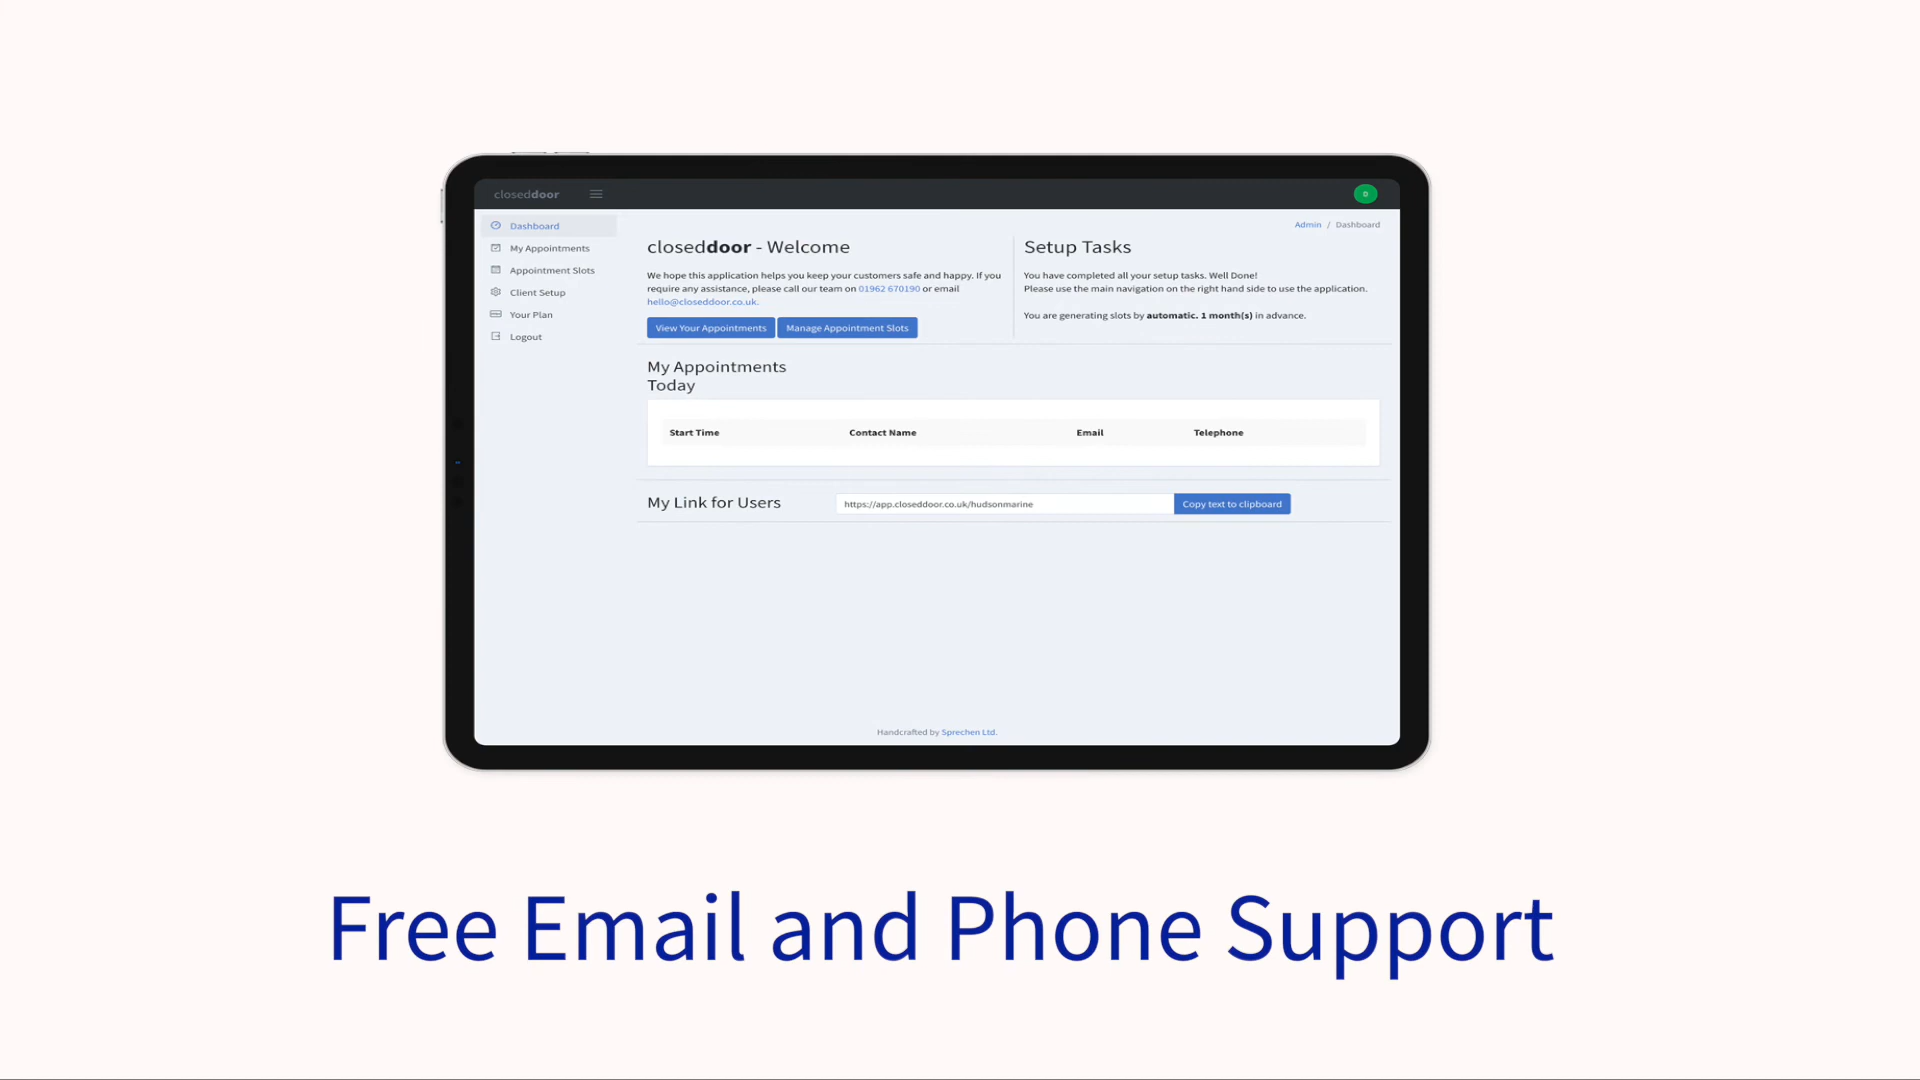 closeddoor
D
Dashboard
My Appointments
Appointment Slots
Client Setup
Your Plan
Logout
Admin / Dashboard
closeddoor - Welcome
We hope this application helps you keep your customers safe and happy. If you
require any assistance, please call our team on 01962 670190 or email
hello@closeddoor.co.uk.
View Your Appointments
Manage Appointment Slots
Setup Tasks
You have completed all your setup tasks. Well Done!
Please use the main navigation on the right hand side to use the application.
You are generating slots by automatic. 1 month(s) in advance.
My Appointments
Today
Start Time Contact Name Email Telephone
My Link for Users
https://app.closeddoor.co.uk/hudsonmarine
Copy text to clipboard
Handcrafted by Sprechen Ltd.
Free Email and Phone Support